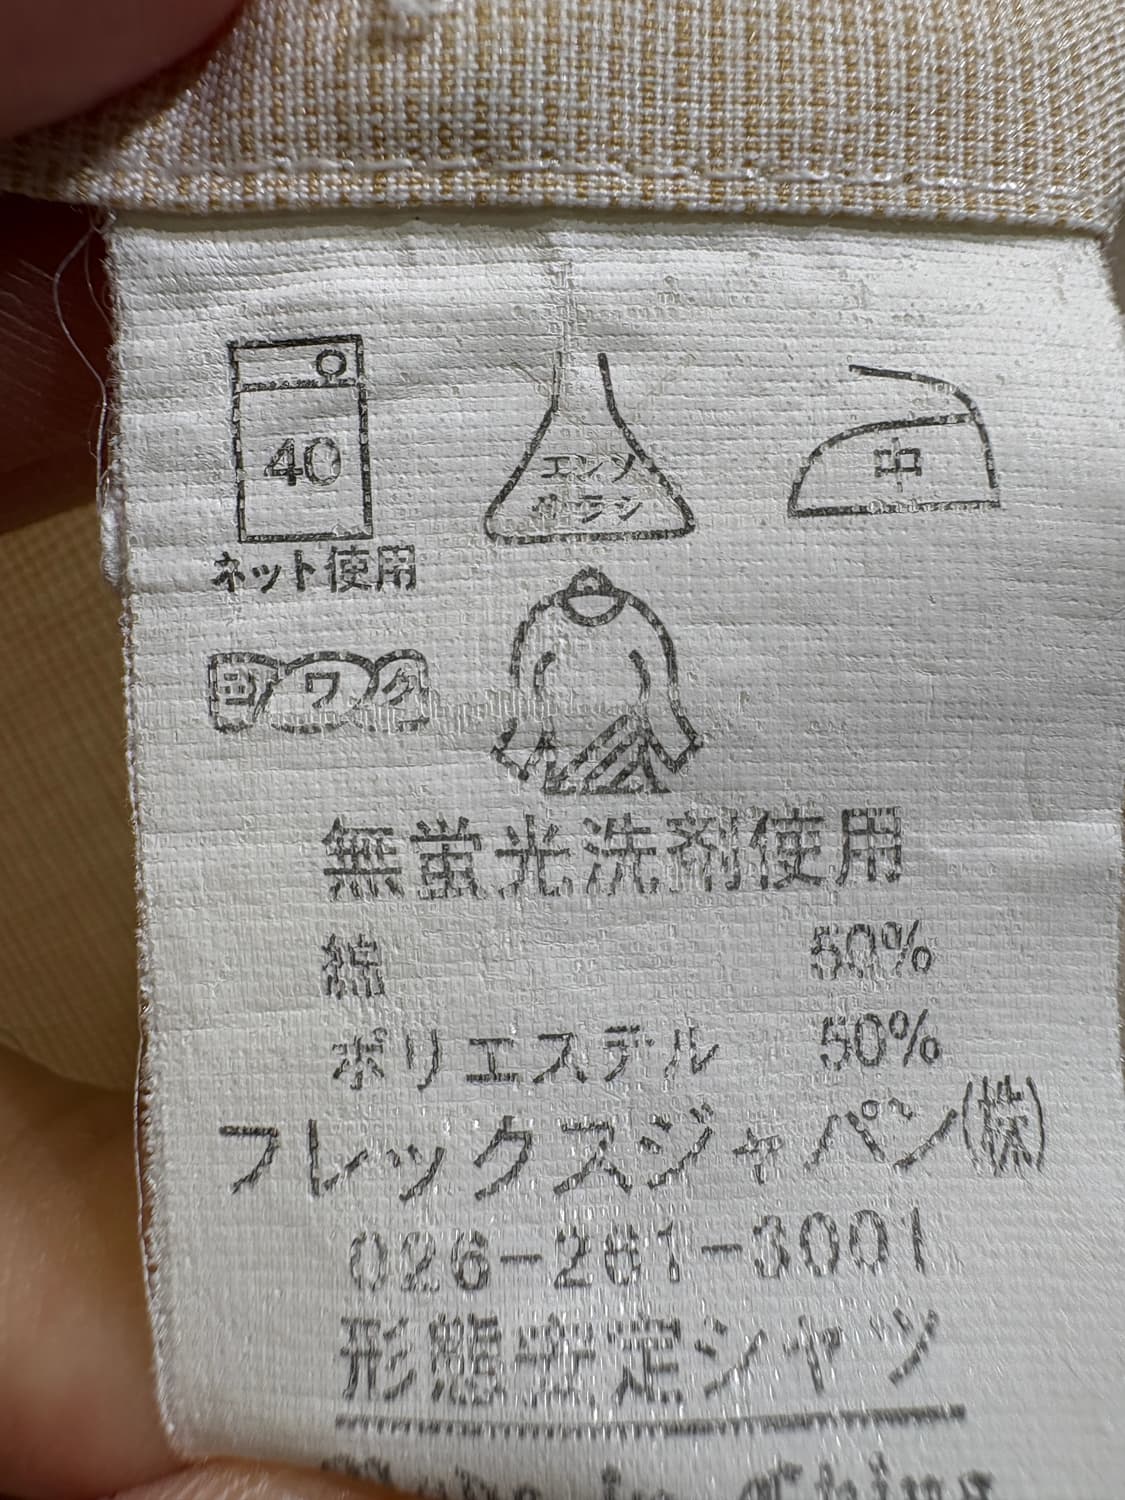 40
エンソ
サラシ
中
ネット使用
無蛍光洗剤使用
綿 50%
ポリエステル 50%
フレックスジャパン(株)
026-261-3001
形態安定シャツ